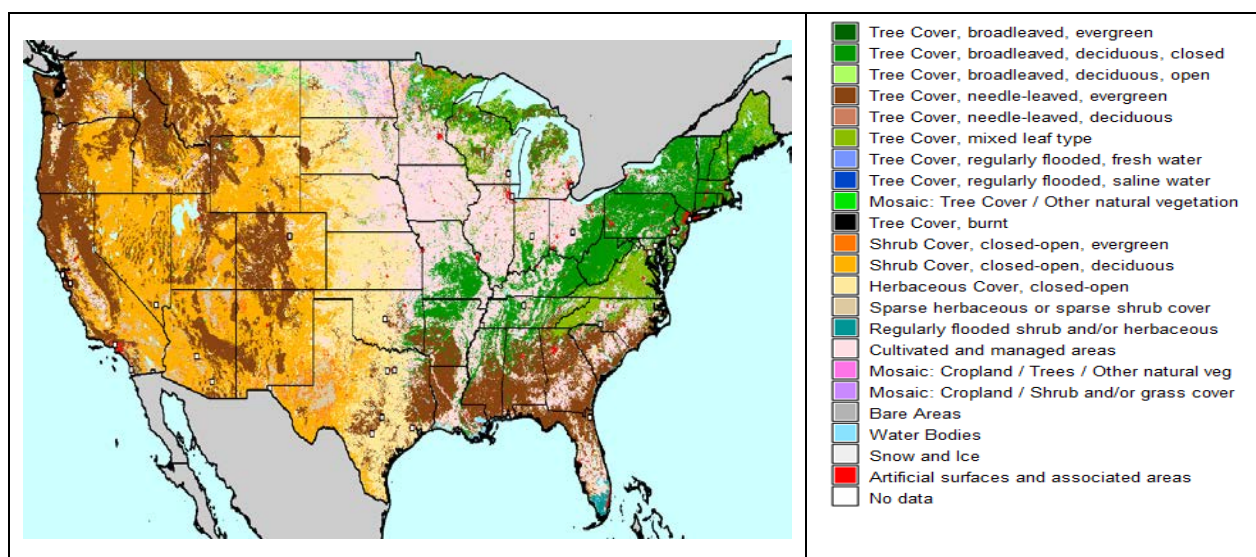 Tree Cover, broadleaved, evergreen
Tree Cover, broadleaved, deciduous, closed
Tree Cover, broadleaved, deciduous, open
Tree Cover, needle-leaved, evergreen
Tree Cover, needle-leaved, deciduous
Tree Cover, mixed leaf type
Tree Cover, regularly flooded, fresh water
Tree Cover, regularly flooded, saline water
Mosaic: Tree Cover / Other natural vegetation
Tree Cover, burnt
Shrub Cover, closed-open, evergreen
Shrub Cover, closed-open, deciduous
Herbaceous Cover, closed-open
Sparse herbaceous or sparse shrub cover
Regularly flooded shrub and/or herbaceous
Cultivated and managed areas
Mosaic: Cropland / Trees / Other natural veg
Mosaic: Cropland / Shrub and/or grass cover
Bare Areas
Water Bodies
Snow and Ice
Artificial surfaces and associated areas
No data